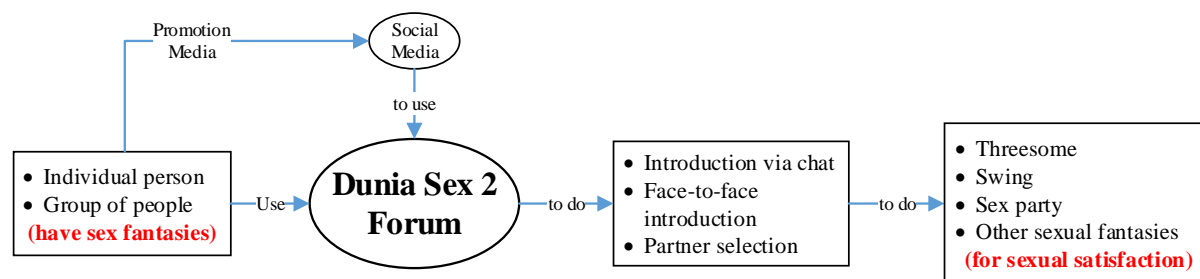 Promotion
Media
Social
Media
to use
• Individual person
• Group of people
(have sex fantasies)
Use
Dunia Sex 2
Forum
to do
• Introduction via chat
• Face-to-face
introduction
• Partner selection
to do
• Threesome
• Swing
• Sex party
• Other sexual fantasies
(for sexual satisfaction)